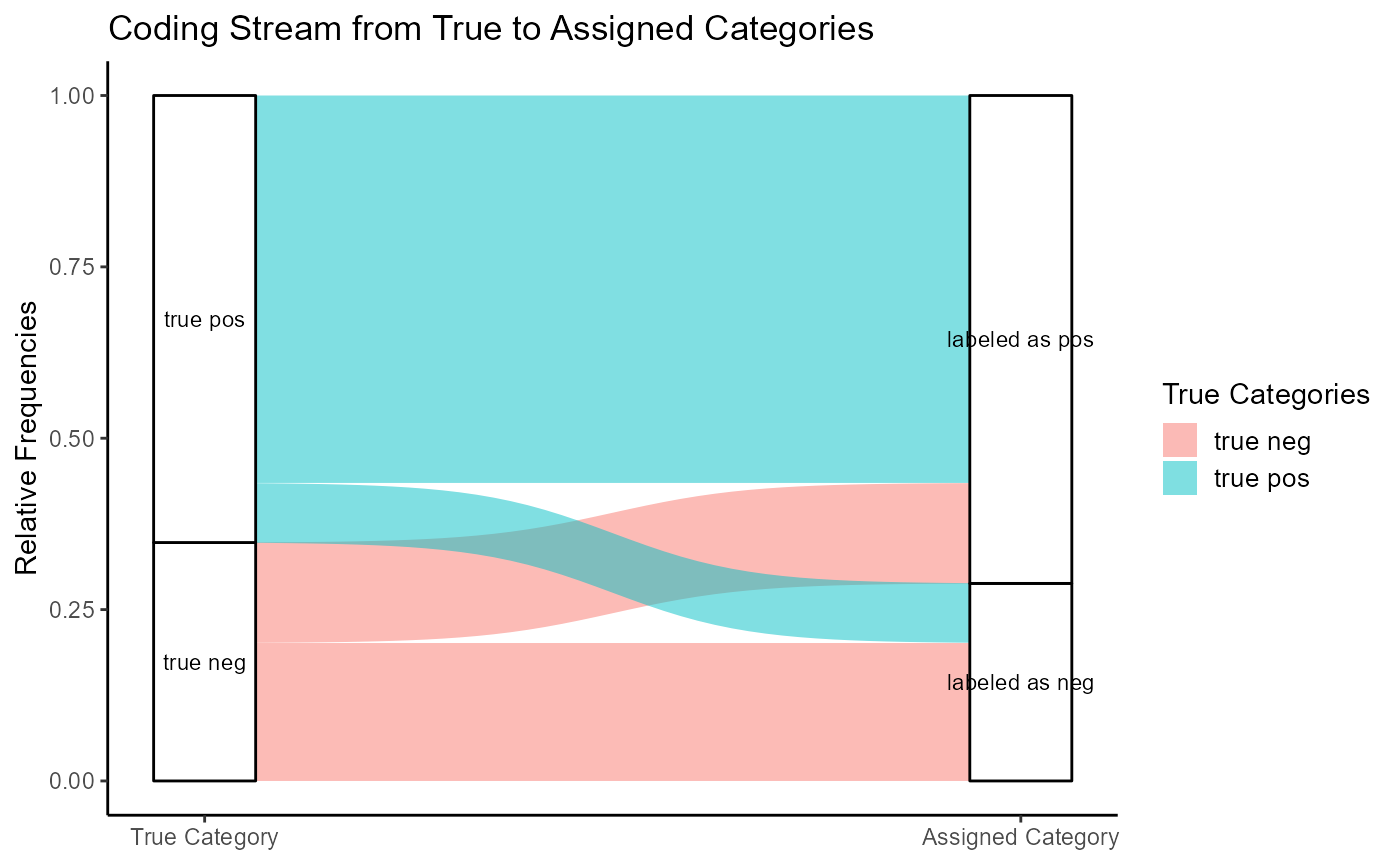 Coding Stream from True to Assigned Categories
Relative Frequencies
1.00
0.75
0.50
0.25
0.00
true pos
true neg
labeled as pos
labeled as neg
True Category
Assigned Category
True Categories
true neg
true pos